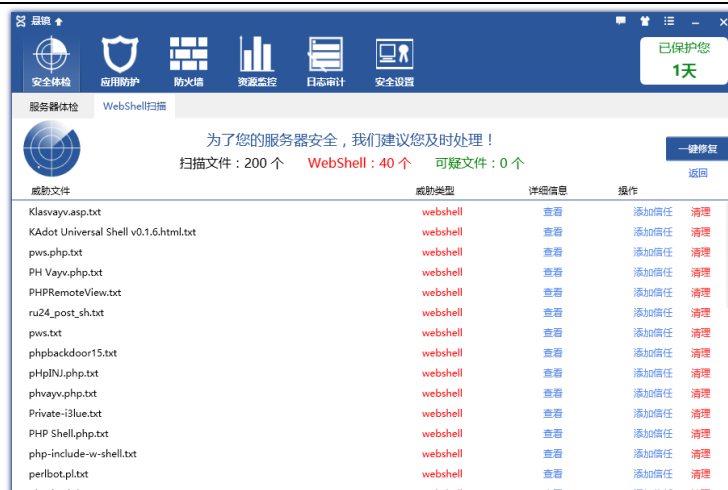 悬镜
已保护您
1天
安全体检 应用防护 防火墙 资源监控 日志审计 安全设置
服务器体检 WebShell扫描
为了您的服务器安全，我们建议您及时处理！
一键修复
扫描文件：200 个 WebShell：40 个 可疑文件：0 个
返回
威胁文件 威胁类型 详细信息 操作
Klasvayv.asp.txt webshell 查看 添加信任 清理
KAdot Universal Shell v0.1.6.html.txt webshell 查看 添加信任 清理
pws.php.txt webshell 查看 添加信任 清理
PH Vayv.php.txt webshell 查看 添加信任 清理
PHPRemoteView.txt webshell 查看 添加信任 清理
ru24_post_sh.txt webshell 查看 添加信任 清理
pws.txt webshell 查看 添加信任 清理
phpbackdoor15.txt webshell 查看 添加信任 清理
pHpINJ.php.txt webshell 查看 添加信任 清理
phvayv.php.txt webshell 查看 添加信任 清理
Private-i3lue.txt webshell 查看 添加信任 清理
PHP Shell.php.txt webshell 查看 添加信任 清理
php-include-w-shell.txt webshell 查看 添加信任 清理
perlbot.pl.txt webshell 查看 添加信任 清理